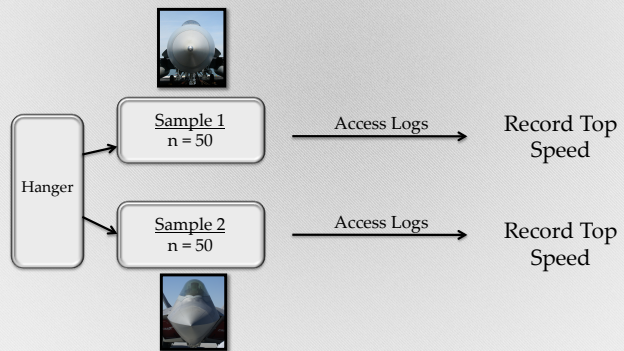 Hanger
Sample 1
n = 50
Access Logs
Record Top
Speed
Sample 2
n = 50
Access Logs
Record Top
Speed